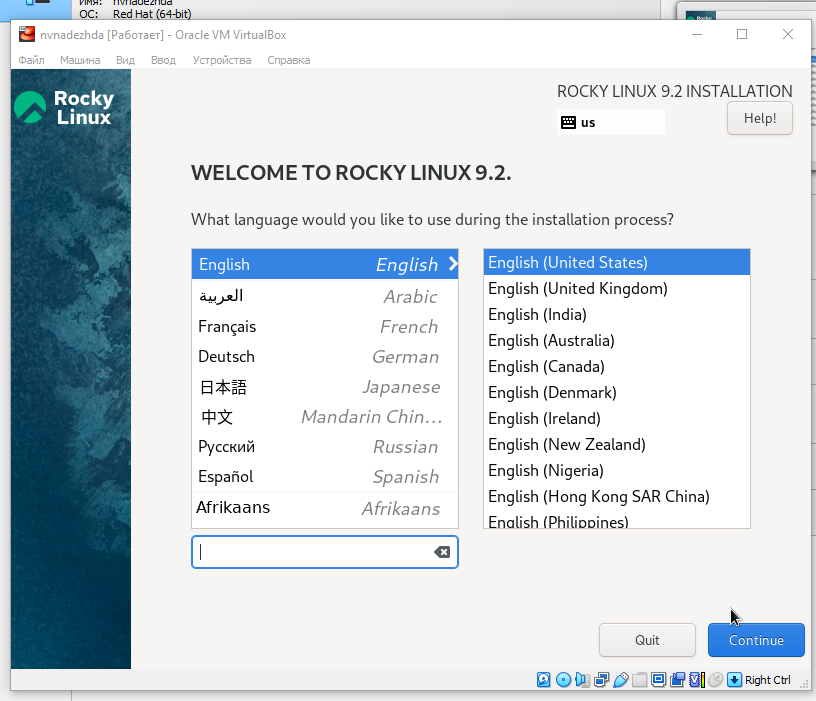 Имя: nvnadezhda
ОС: Red Hat (64-bit)
nvnadezhda [Работает] - Oracle VM VirtualBox
Файл Машина Вид Ввод Устройства Справка
Rocky
Linux
ROCKY LINUX 9.2 INSTALLATION
us
Help!
WELCOME TO ROCKY LINUX 9.2.
What language would you like to use during the installation process?
English English
العربية Arabic
Français French
Deutsch German
日本語 Japanese
中文 Mandarin Chin...
Русский Russian
Español Spanish
Afrikaans Afrikaans
English (United States)
English (United Kingdom)
English (India)
English (Australia)
English (Canada)
English (Denmark)
English (Ireland)
English (New Zealand)
English (Nigeria)
English (Hong Kong SAR China)
English (Philippines)
Quit
Continue
Right Ctrl